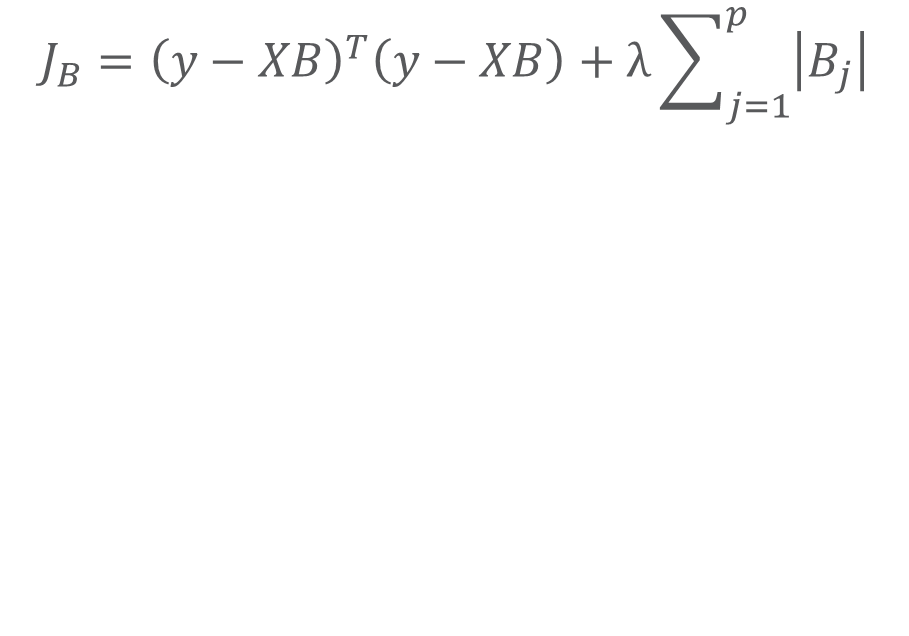 J_B = (y − XB)^T(y − XB) + λ∑_{j=1}^{p}|B_j|